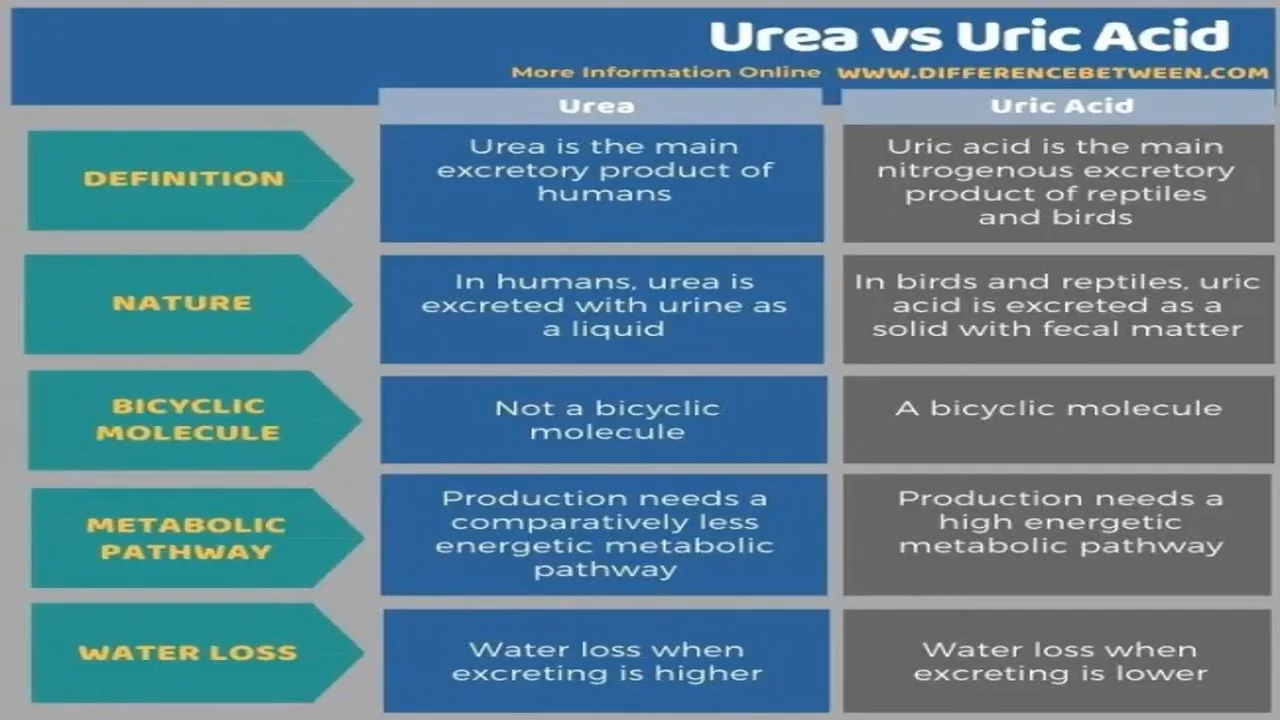 Urea vs Uric Acid
More Information Online WWW.DIFFERENCEBETWEEN.COM
Urea
Uric Acid
DEFINITION
Urea is the main
excretory product of
humans
Uric acid is the main
nitrogenous excretory
product of reptiles
and birds
NATURE
In humans, urea is
excreted with urine as
a liquid
In birds and reptiles, uric
acid is excreted as a
solid with fecal matter
BICYCLIC
MOLECULE
Not a bicyclic
molecule
A bicyclic molecule
METABOLIC
PATHWAY
Production needs a
comparatively less
energetic metabolic
pathway
Production needs a
high energetic
metabolic pathway
WATER LOSS
Water loss when
excreting is higher
Water loss when
excreting is lower